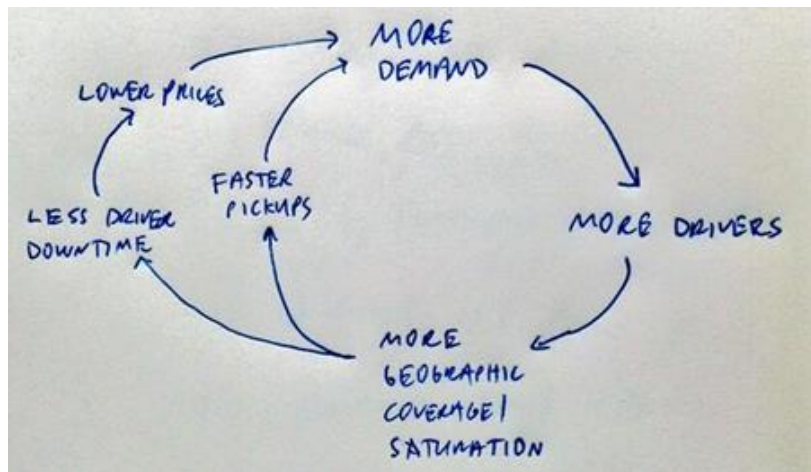 MORE
DEMAND
LOWER PRICES
FASTER
PICKUPS
LESS DRIVER
DOWNTIME
MORE DRIVERS
MORE
GEOGRAPHIC
COVERAGE/
SATURATION